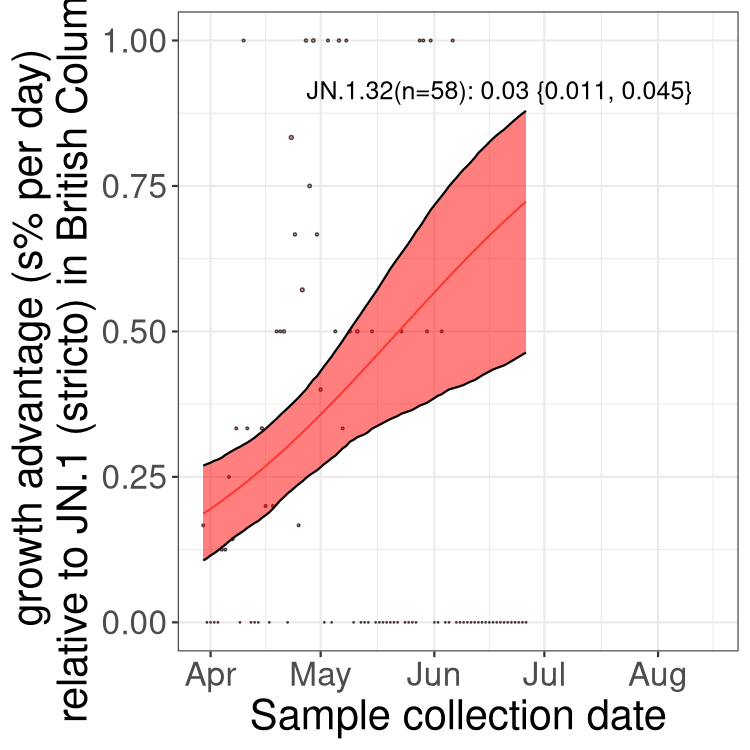 growth advantage (s% per day)
relative to JN.1 (stricto) in British Colum
1.00
JN.1.32(n=58): 0.03 {0.011, 0.045}
0.75
0.50
0.25
0.00
Apr May Jun Jul Aug
Sample collection date